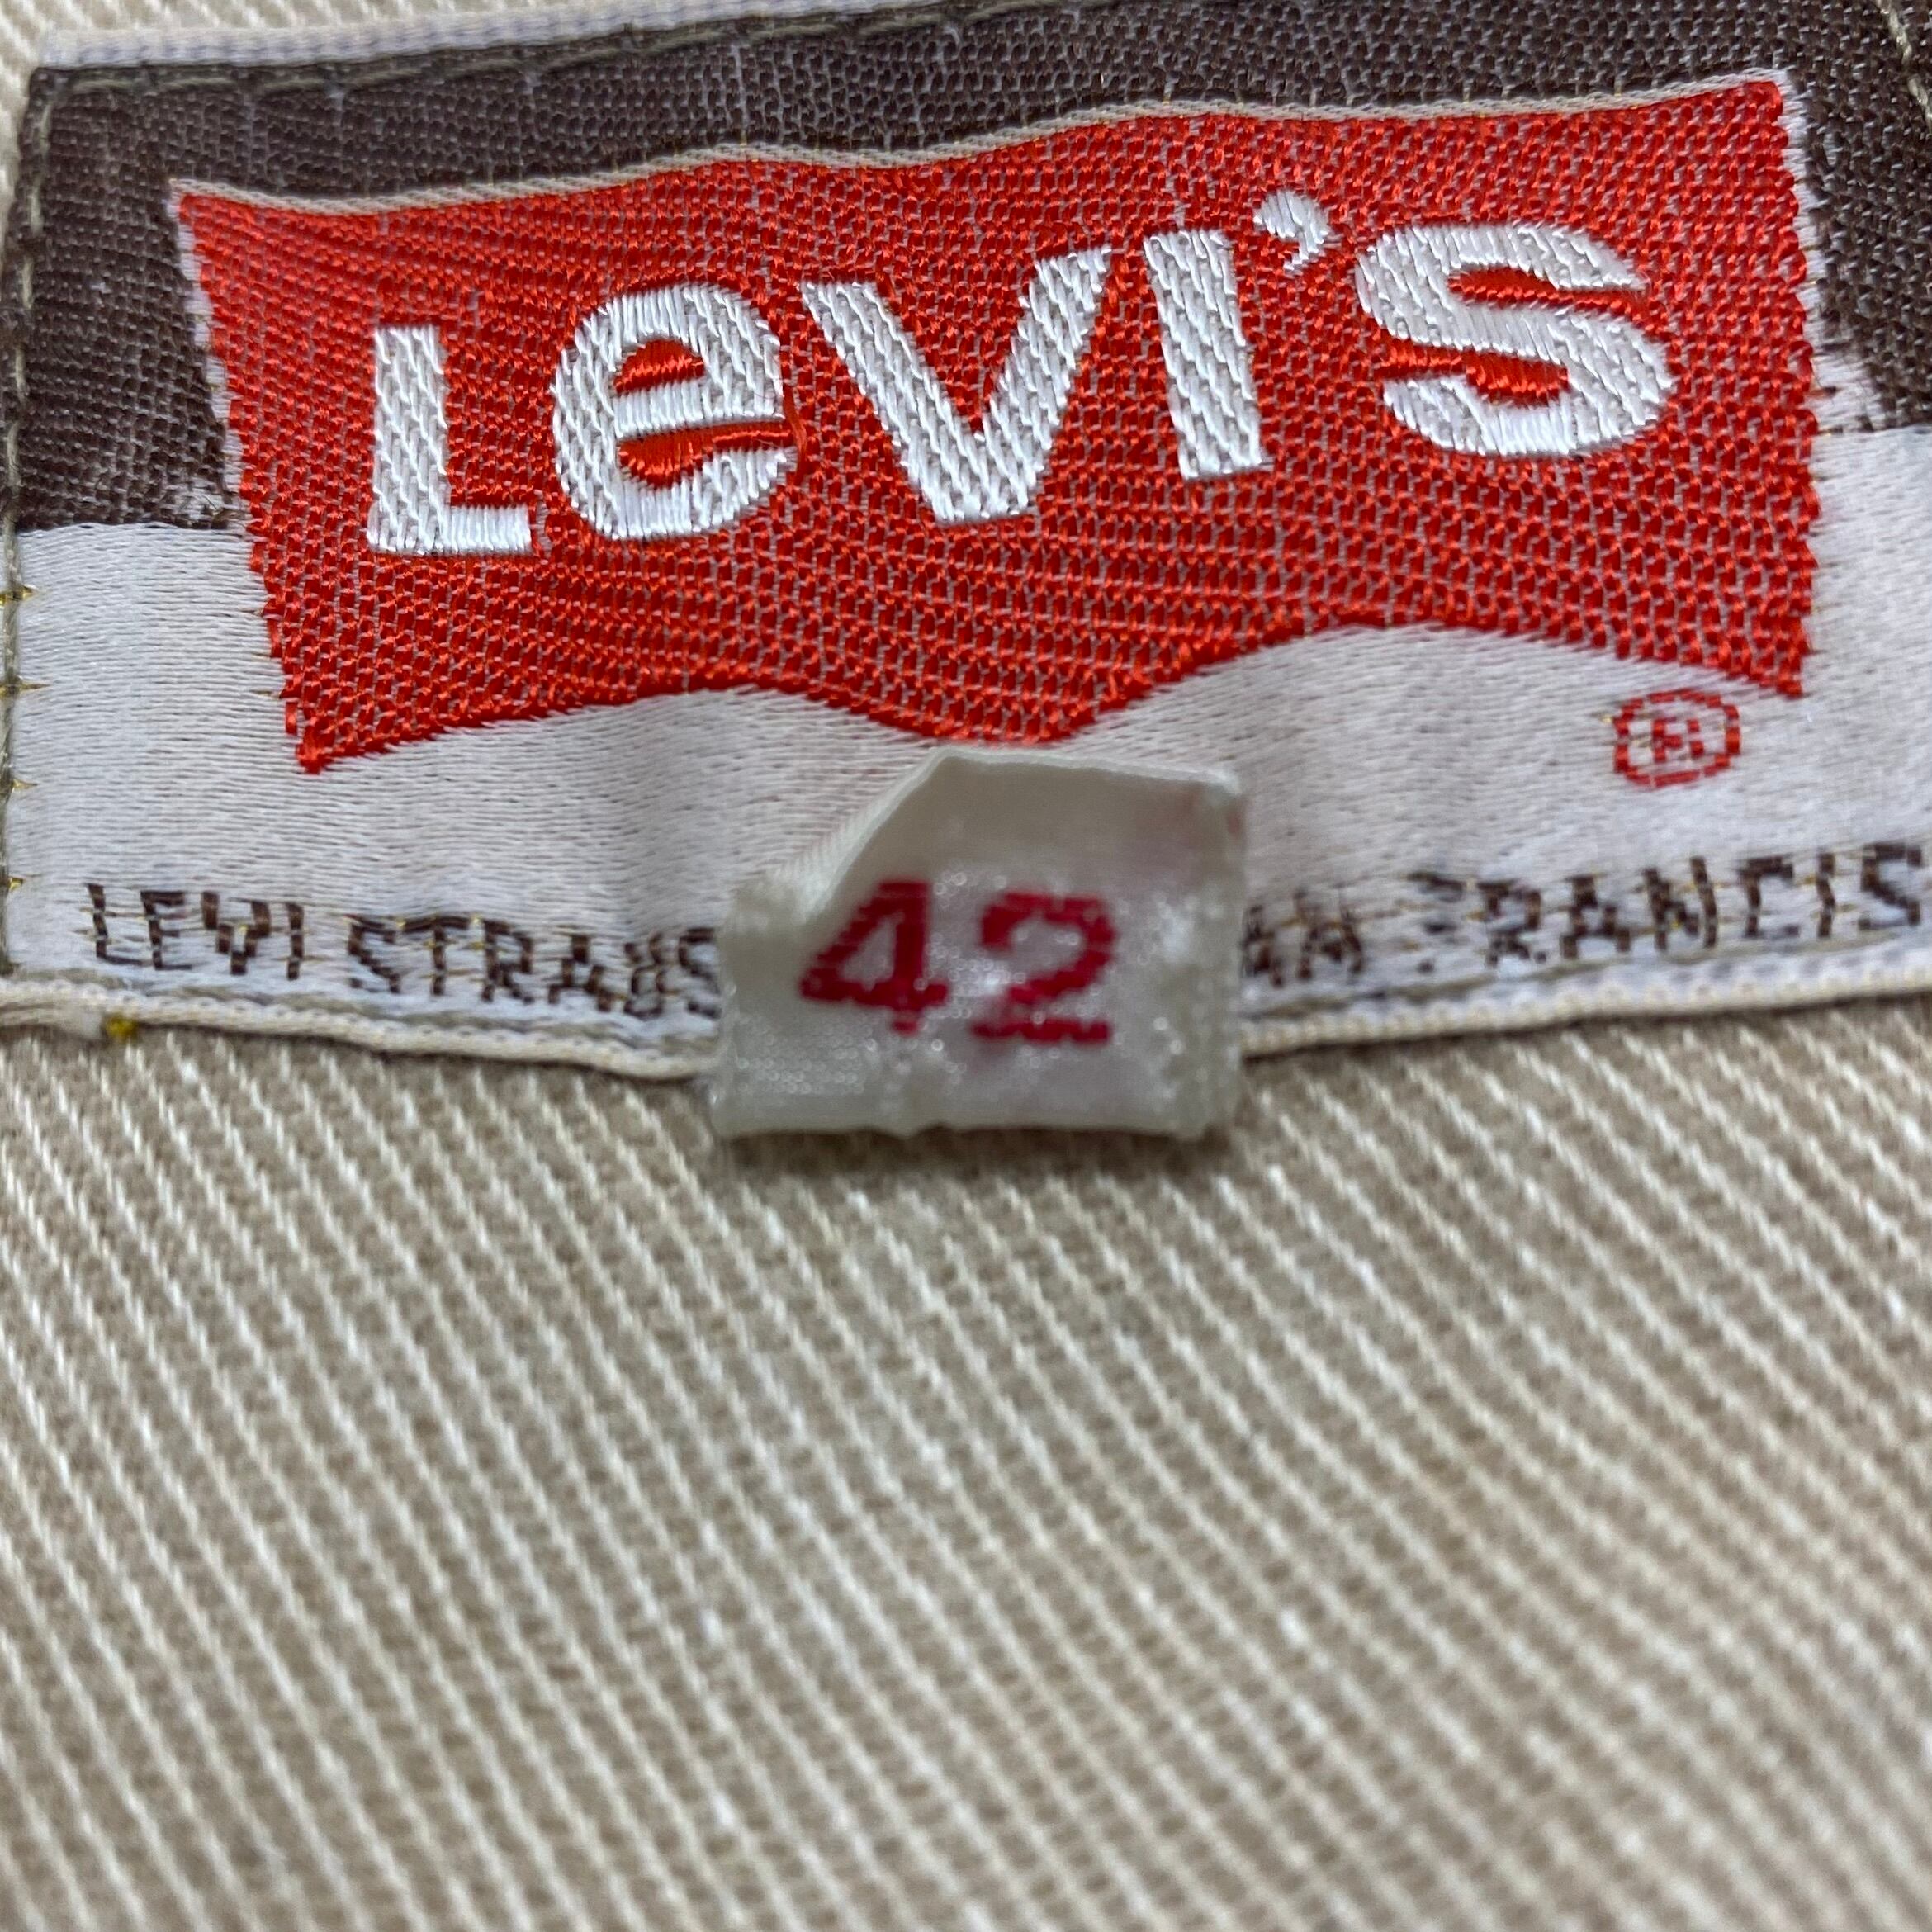 LeVI'S
®
LEVI STRAUS
AN FRANCIS
42